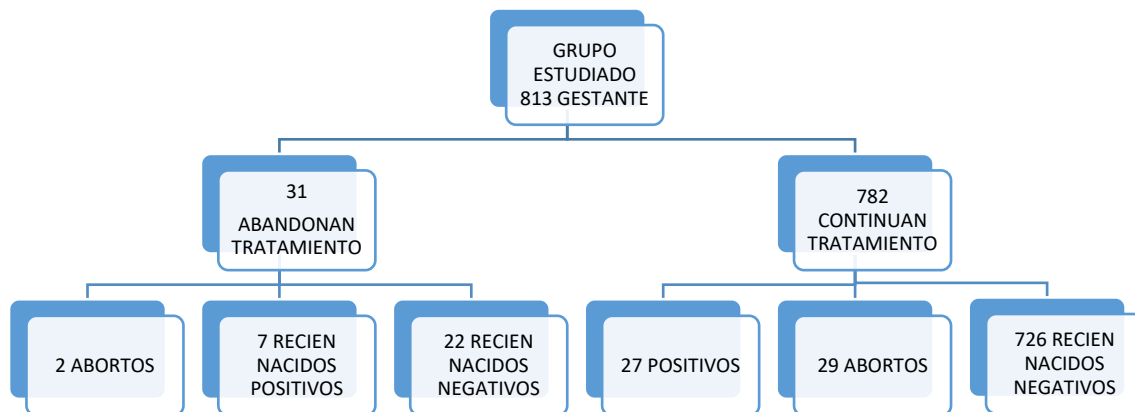 GRUPO
ESTUDIADO
813 GESTANTE
31
ABANDONAN
TRATAMIENTO
782
CONTINUAN
TRATAMIENTO
2 ABORTOS
7 RECIEN
NACIDOS
POSITIVOS
22 RECIEN
NACIDOS
NEGATIVOS
27 POSITIVOS
29 ABORTOS
726 RECIEN
NACIDOS
NEGATIVOS